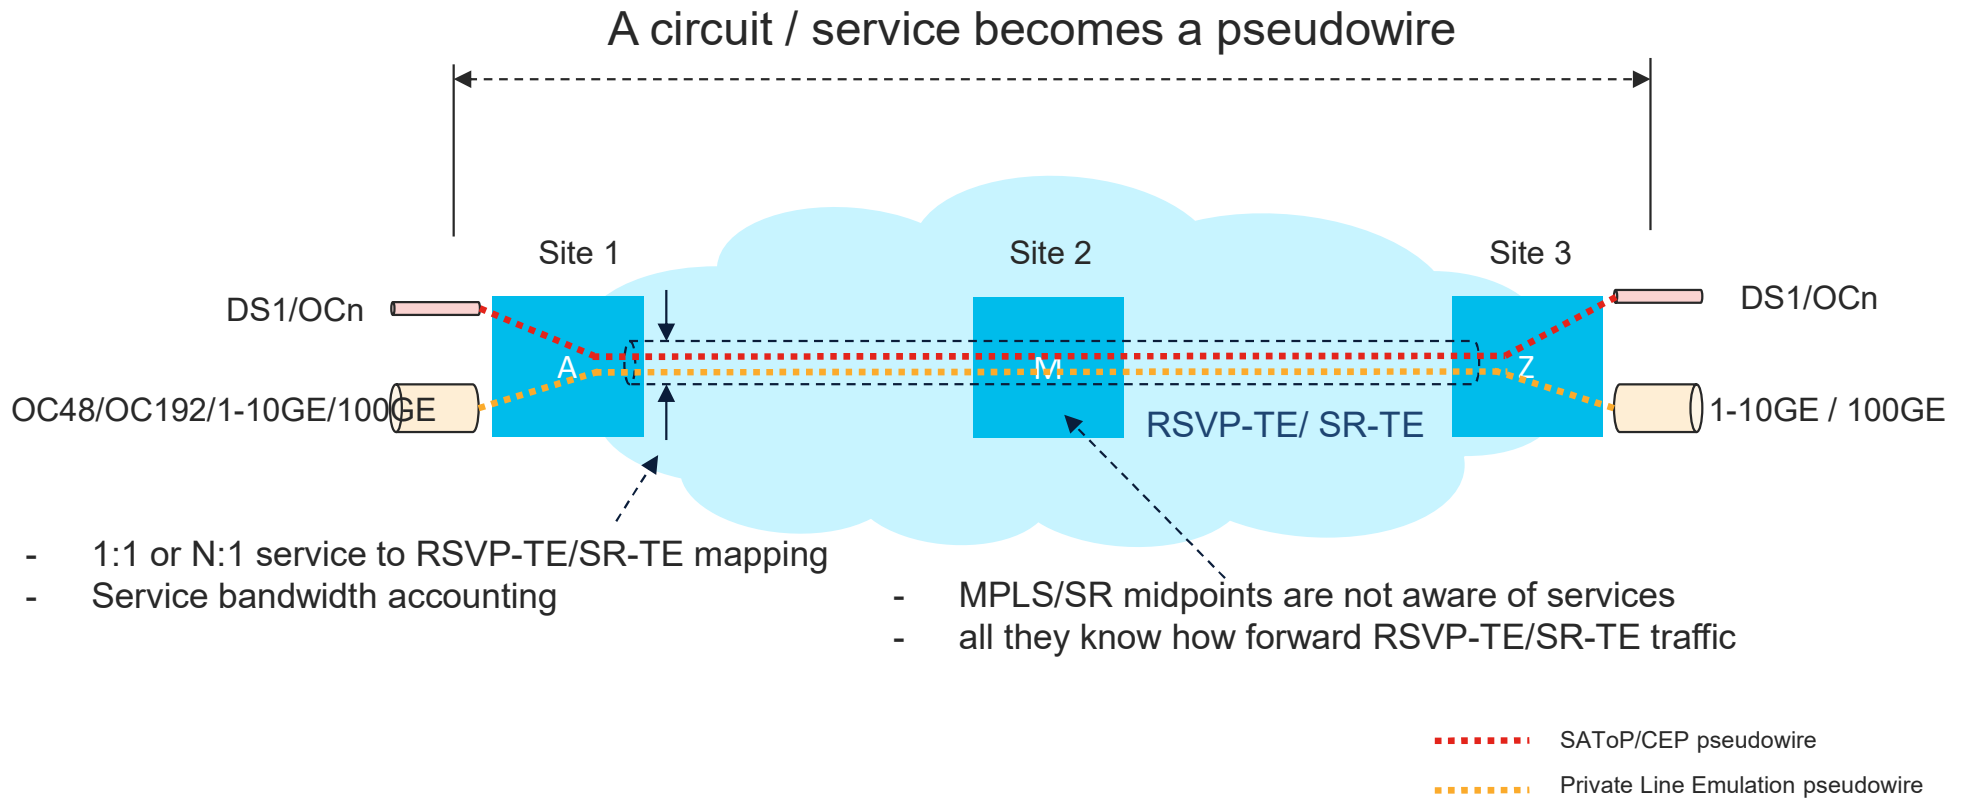 A circuit / service becomes a pseudowire
Site 1
Site 2
Site 3
DS1/OCn
DS1/OCn
A
M
Z
OC48/OC192/1-10GE/100GE
RSVP-TE/ SR-TE
1-10GE / 100GE
- 1:1 or N:1 service to RSVP-TE/SR-TE mapping
- Service bandwidth accounting
- MPLS/SR midpoints are not aware of services
- all they know how forward RSVP-TE/SR-TE traffic
SAToP/CEP pseudowire
Private Line Emulation pseudowire